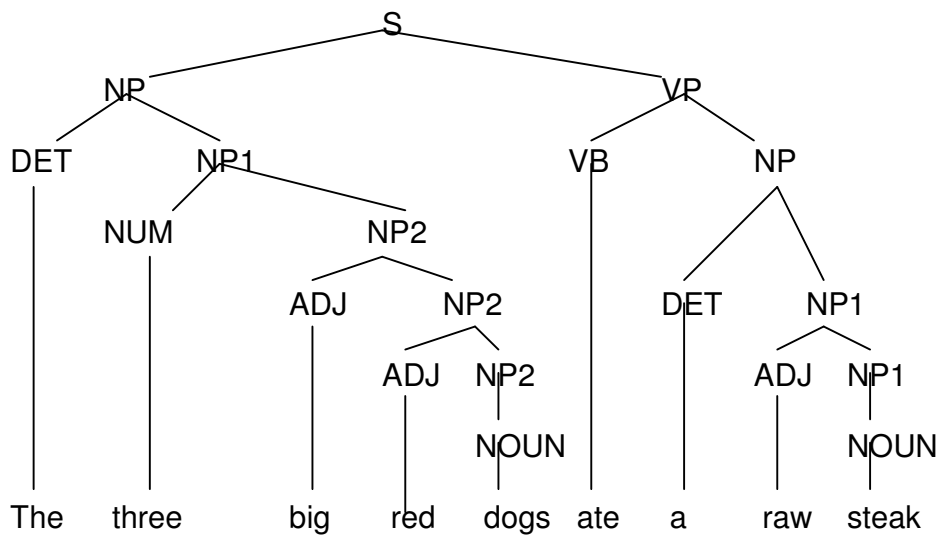 S
NP VP
DET NP1 VB NP
NUM NP2
ADJ NP2 DET NP1
ADJ NP2 ADJ NP1
NOUN NOUN
The three big red dogs ate a raw steak